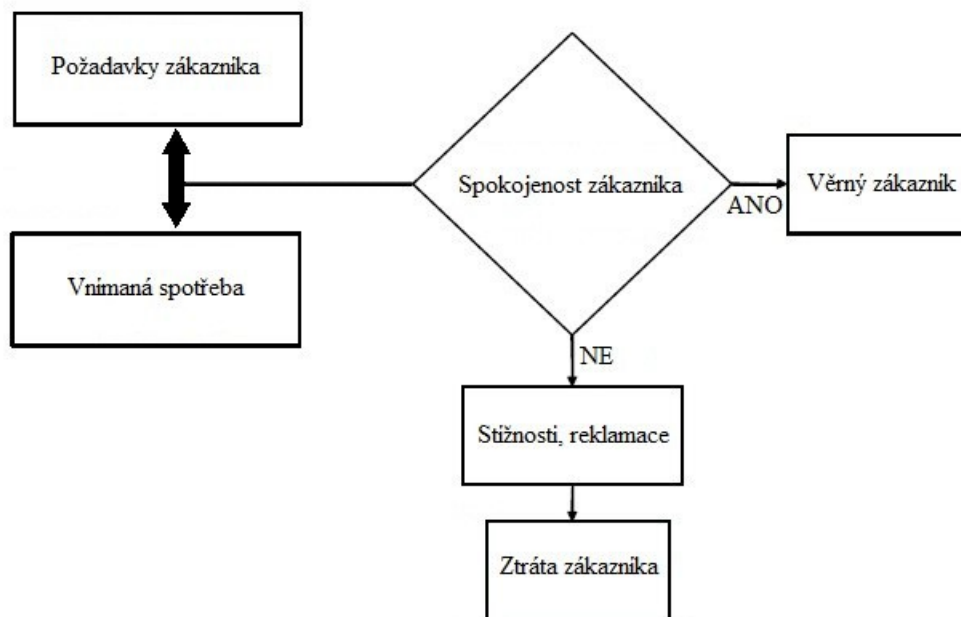 Požadavky zákazníka
Vnímaná spotřeba
Spokojenost zákazníka
ANO
Věrný zákazník
NE
Stížnosti, reklamace
Ztráta zákazníka